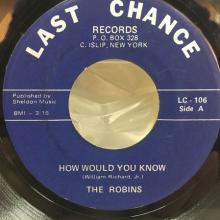 LAST CHANCE
RECORDS
P. O. BOX 328
C. ISLIP, NEW YORK
Published by
Sheldon Music
BMI - 3:16
LC - 106
Side A
HOW WOULD YOU KNOW
(William Richard, Jr.)
THE ROBINS